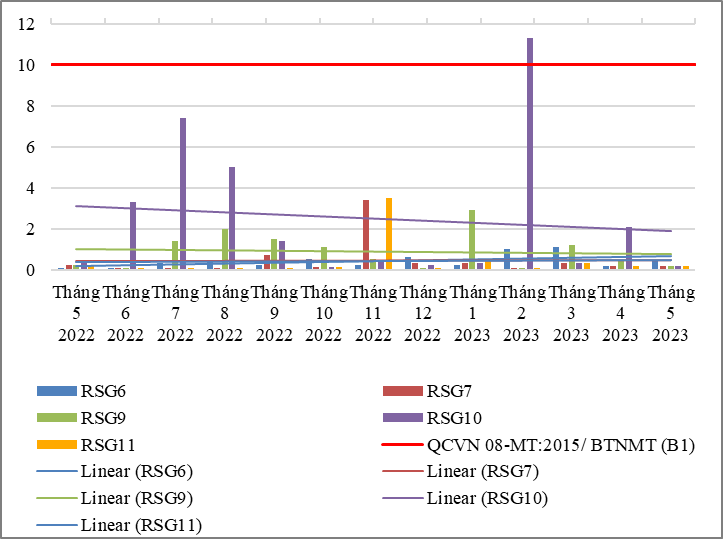 12
10
8
6
4
2
0
Tháng Tháng Tháng Tháng Tháng Tháng Tháng Tháng Tháng Tháng Tháng Tháng Tháng
5 6 7 8 9 10 11 12 1 2 3 4 5
2022 2022 2022 2022 2022 2022 2022 2022 2023 2023 2023 2023 2023
RSG6 RSG7
RSG9 RSG10
RSG11 QCVN 08-MT:2015/ BTNMT (B1)
Linear (RSG6) Linear (RSG7)
Linear (RSG9) Linear (RSG10)
Linear (RSG11)